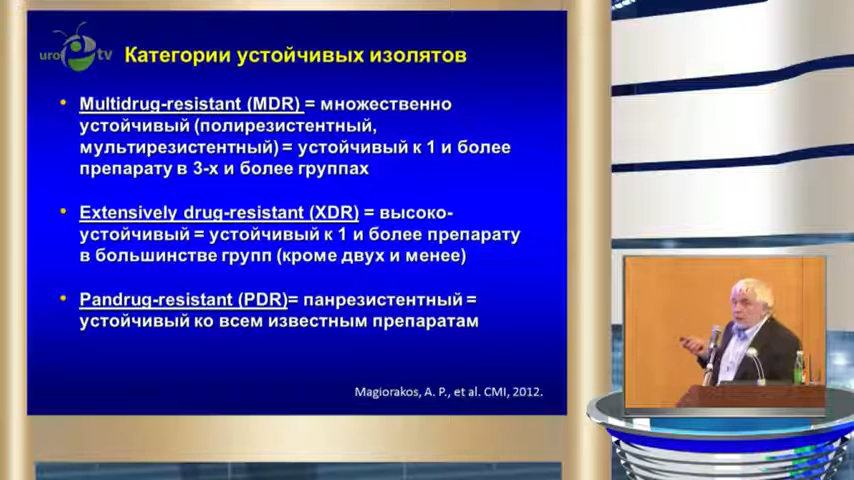 uro tv
Категории устойчивых изолятов
• Multidrug-resistant (MDR) = множественно
устойчивый (полирезистентный,
мультирезистентный) = устойчивый к 1 и более
препарату в 3-х и более группах
• Extensively drug-resistant (XDR) = высоко-
устойчивый = устойчивый к 1 и более препарату
в большинстве групп (кроме двух и менее)
• Pandrug-resistant (PDR)= панрезистентный =
устойчивый ко всем известным препаратам
Magiorakos, A. P., et al. CMI, 2012.